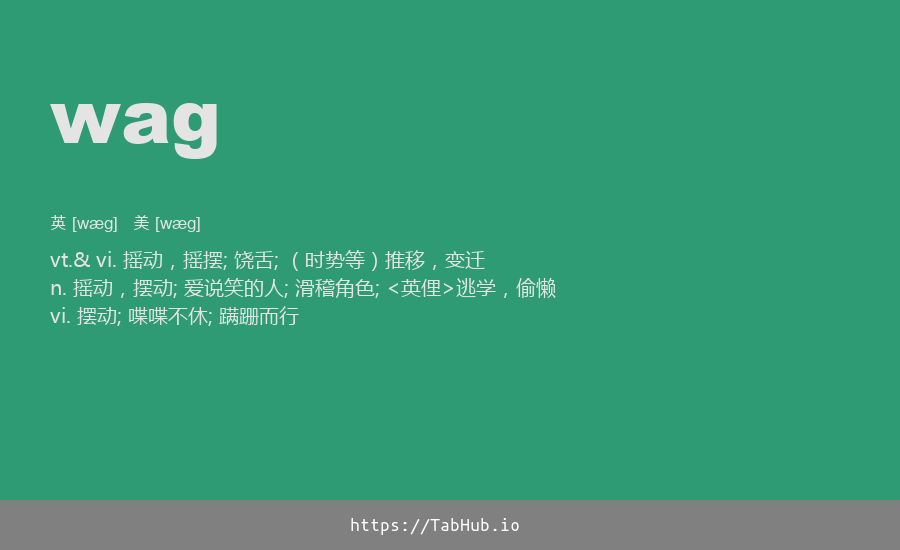 wag
英 [wæg] 美 [wæg]
vt.& vi. 摇动，摇摆; 饶舌; （时势等）推移，变迁
n. 摇动，摆动; 爱说笑的人; 滑稽角色; <英俚>逃学，偷懒
vi. 摆动; 喋喋不休; 蹒跚而行
https://TabHub.io